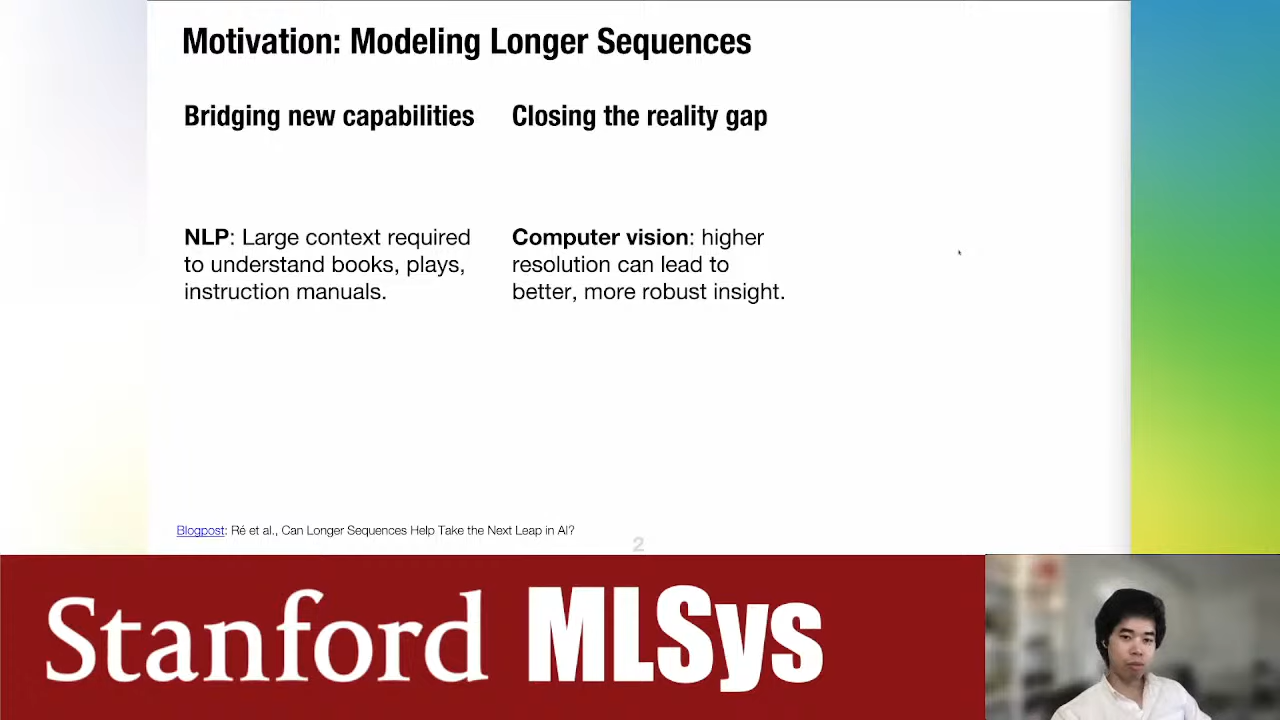 Motivation: Modeling Longer Sequences
Bridging new capabilities
NLP: Large context required
to understand books, plays,
instruction manuals.
Closing the reality gap
Computer vision: higher
resolution can lead to
better, more robust insight.
Blogpost: Ré et al., Can Longer Sequences Help Take the Next Leap in AI?
2
Stanford MLSys